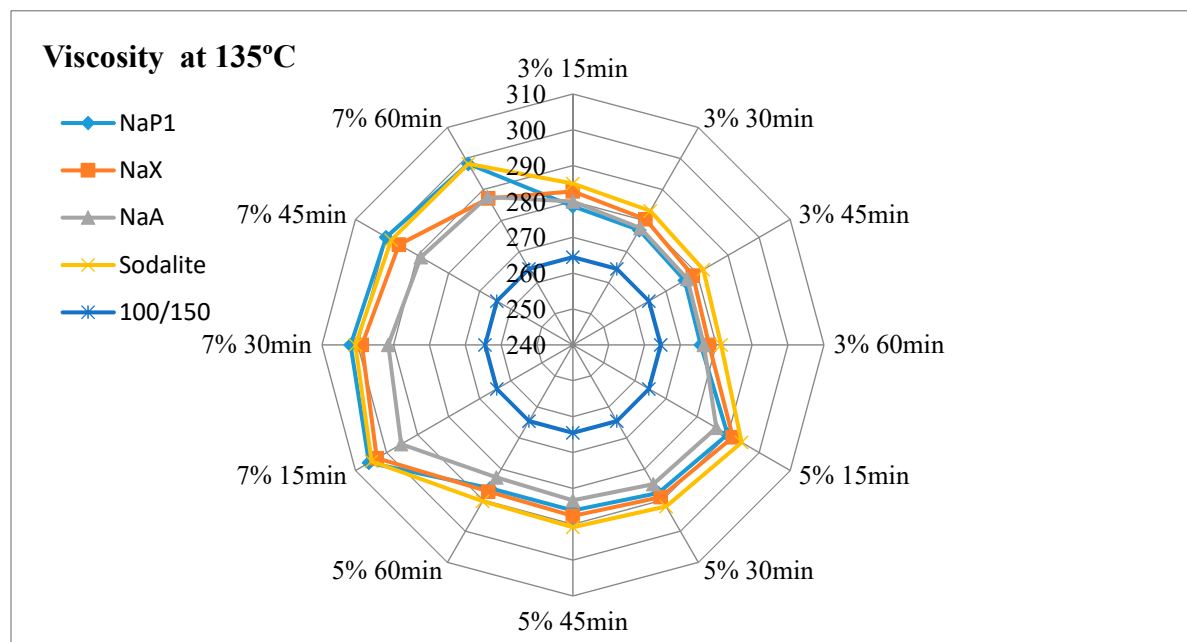 Viscosity  at 135ºC
NaP1
NaX
NaA
Sodalite
100/150
3% 15min
3% 30min
3% 45min
3% 60min
5% 15min
5% 30min
5% 45min
5% 60min
7% 15min
7% 30min
7% 45min
7% 60min
310
300
290
280
270
260
250
240